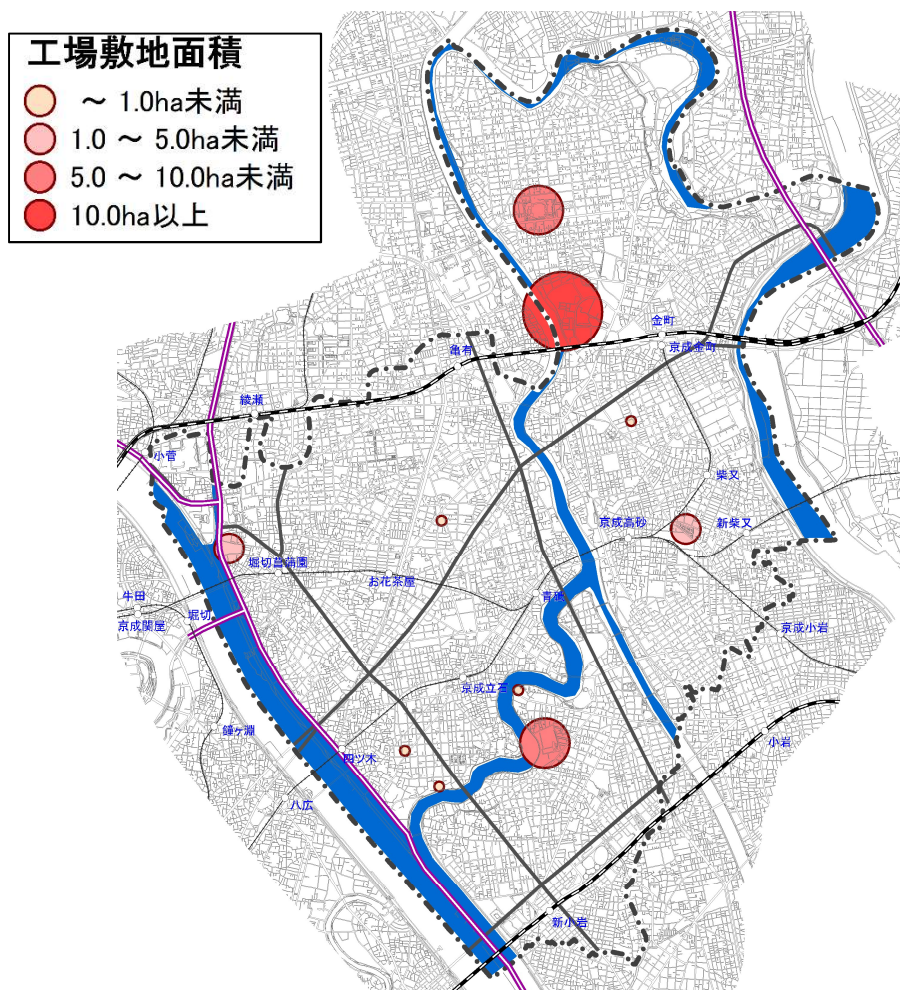 工場敷地面積
～ 1.0ha未満
1.0 ～ 5.0ha未満
5.0 ～ 10.0ha未満
10.0ha以上
金町
京成金町
亀有
綾瀬
小菅
柴又
京成高砂
新柴又
堀切菖蒲園
お花茶屋
牛田
青砥
堀切
京成関屋
京成小岩
京成立石
鐘ヶ淵
小岩
四ツ木
八広
新小岩